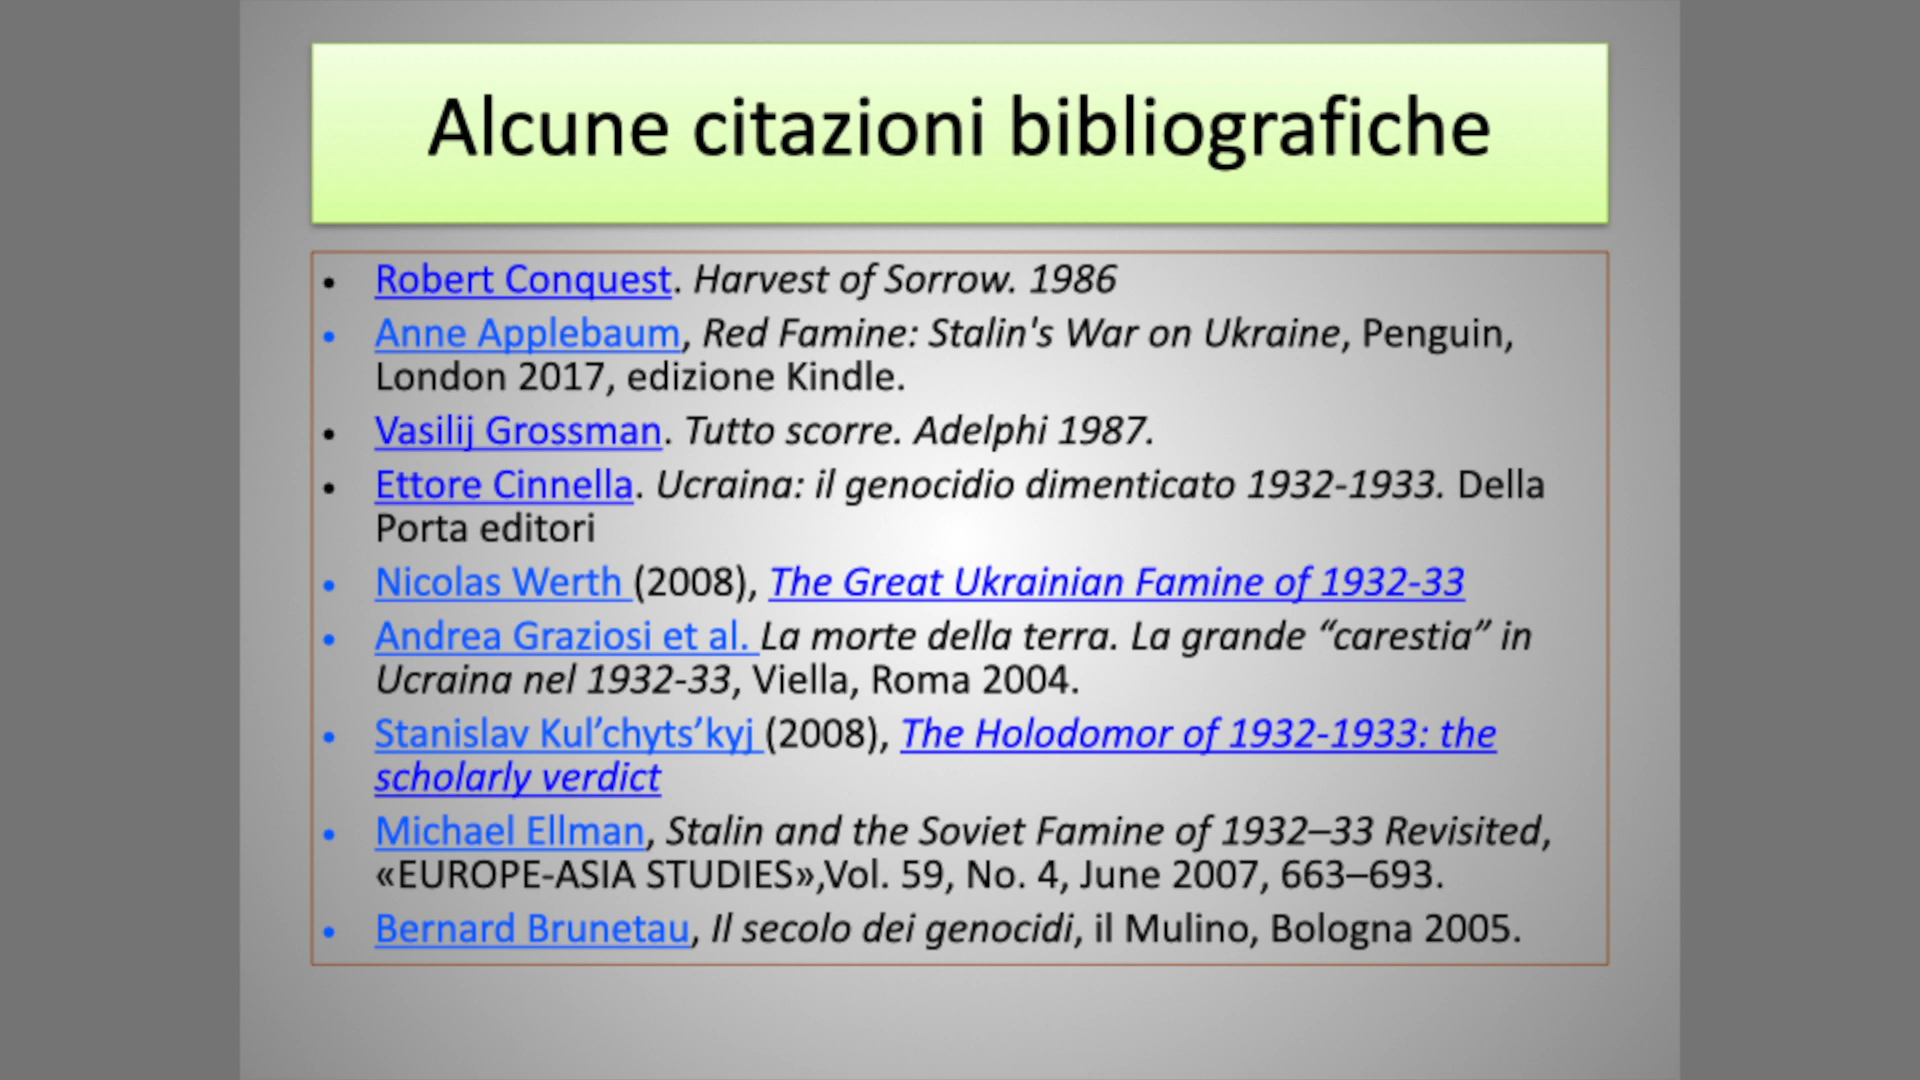 Alcune citazioni bibliografiche
• Robert Conquest. Harvest of Sorrow. 1986
• Anne Applebaum, Red Famine: Stalin's War on Ukraine, Penguin,
London 2017, edizione Kindle.
• Vasilij Grossman. Tutto scorre. Adelphi 1987.
• Ettore Cinnella. Ucraina: il genocidio dimenticato 1932-1933. Della
Porta editori
• Nicolas Werth (2008), The Great Ukrainian Famine of 1932-33
• Andrea Graziosi et al. La morte della terra. La grande “carestia” in
Ucraina nel 1932-33, Viella, Roma 2004.
• Stanislav Kul’chyts’kyj (2008), The Holodomor of 1932-1933: the
scholarly verdict
• Michael Ellman, Stalin and the Soviet Famine of 1932–33 Revisited,
«EUROPE-ASIA STUDIES»,Vol. 59, No. 4, June 2007, 663–693.
• Bernard Brunetau, Il secolo dei genocidi, il Mulino, Bologna 2005.